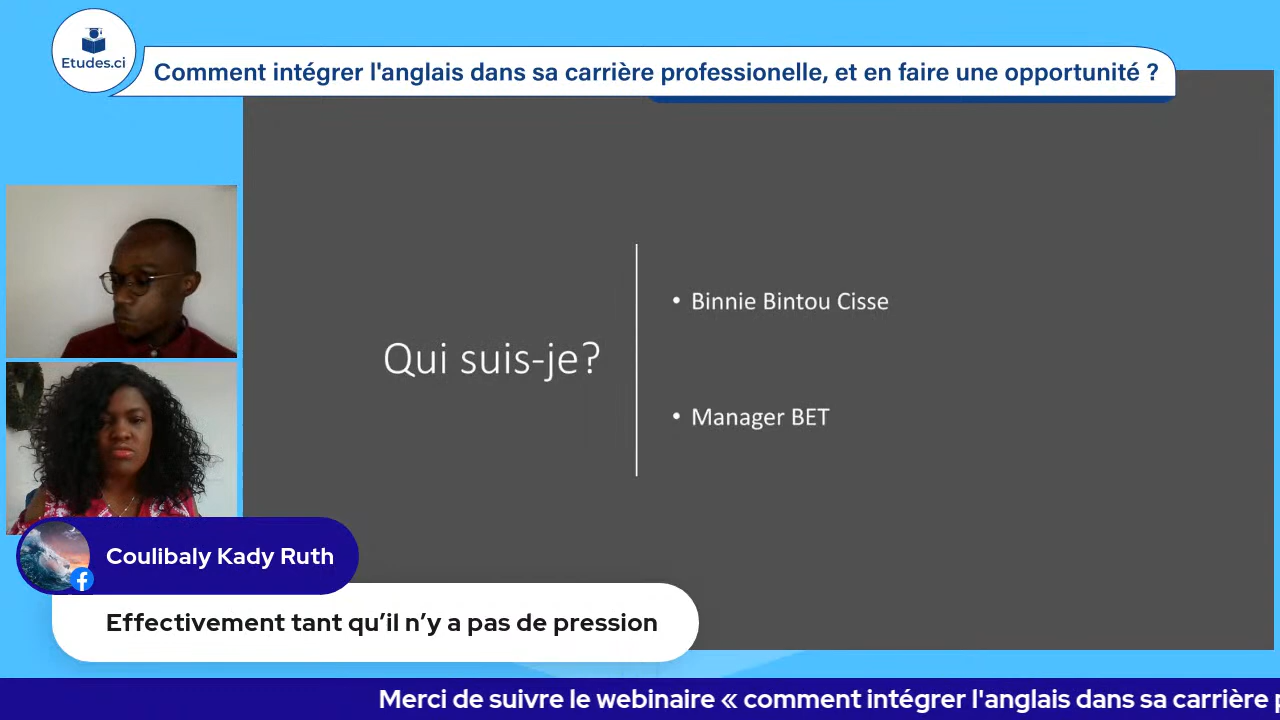 Etudes.ci
Comment intégrer l'anglais dans sa carrière professionelle, et en faire une opportunité ?
Qui suis-je?
• Binnie Bintou Cisse
• Manager BET
Coulibaly Kady Ruth
Effectivement tant qu’il n’y a pas de pression
Merci de suivre le webinaire « comment intégrer l'anglais dans sa carrière